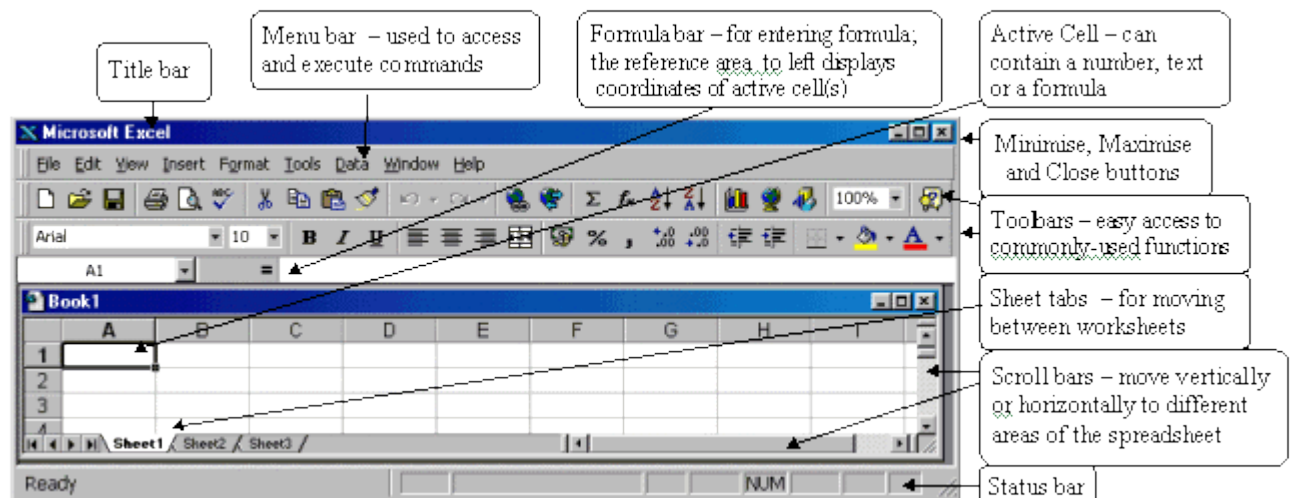 Title bar
Menu bar – used to access
and execute commands
Formula bar – for entering formula;
the reference area to left displays
coordinates of active cell(s)
Active Cell – can
contain a number, text
or a formula
Microsoft Excel
Minimise, Maximise
and Close buttons
File Edit View Insert Format Tools Data Window Help
100%
Toolbars – easy access to
commonly-used functions
Arial 10 B I U % ,
A1 =
Book1
Sheet tabs – for moving
between worksheets
A B C D E F G H I
1
2
3
4
Scroll bars – move vertically
or horizontally to different
areas of the spreadsheet
Sheet1 Sheet2 Sheet3
Ready NUM
Status bar